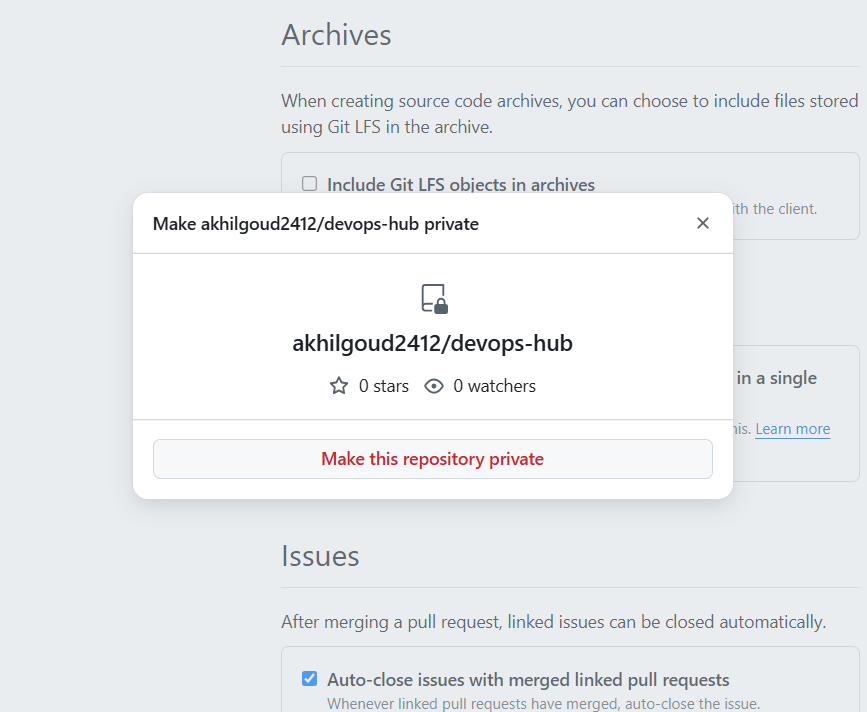 Archives
When creating source code archives, you can choose to include files stored
using Git LFS in the archive.
Include Git LFS objects in archives
with the client.
Make akhilgoud2412/devops-hub private
akhilgoud2412/devops-hub
0 stars
0 watchers
in a single
Learn more
Make this repository private
Issues
After merging a pull request, linked issues can be closed automatically.
Auto-close issues with merged linked pull requests
Whenever linked pull requests have merged, auto-close the issue.